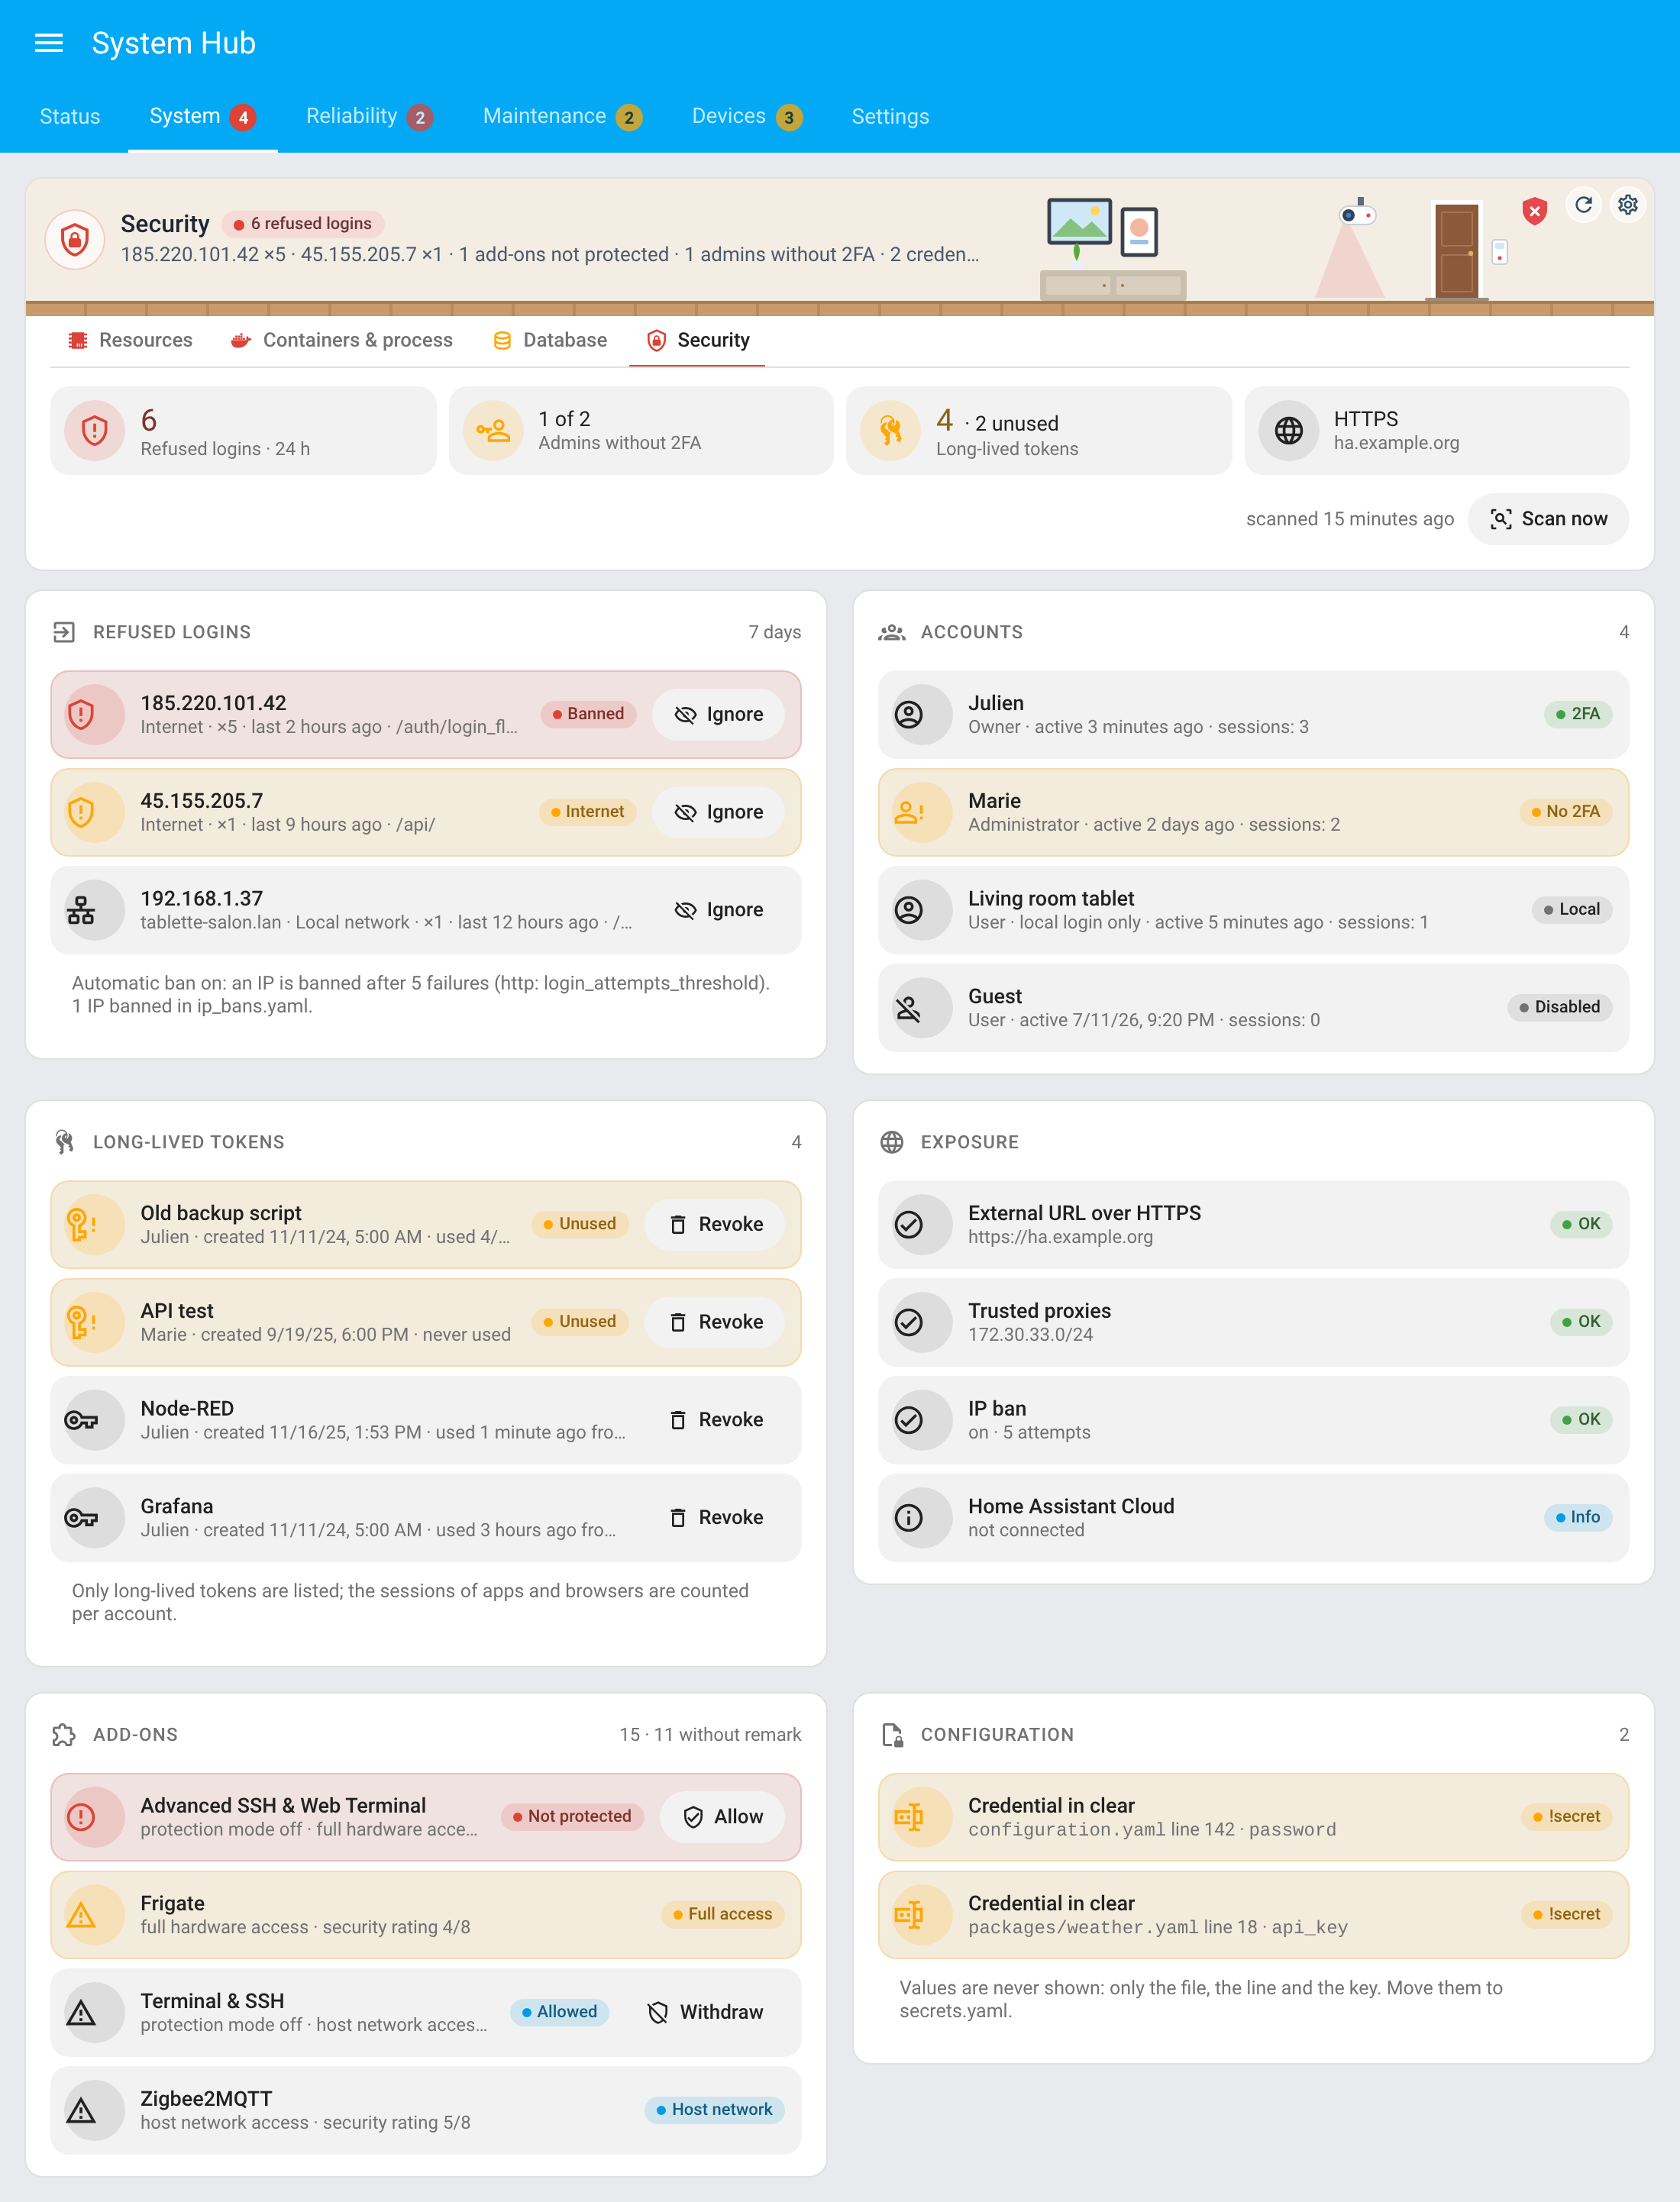 System Hub
Status
System 4
Reliability 2
Maintenance 2
Devices 3
Settings
Security
6 refused logins
185.220.101.42 ×5 · 45.155.205.7 ×1 · 1 add-ons not protected · 1 admins without 2FA · 2 creden...
Resources
Containers & process
Database
Security
6
Refused logins · 24 h
1 of 2
Admins without 2FA
4 · 2 unused
Long-lived tokens
HTTPS
ha.example.org
scanned 15 minutes ago
Scan now
REFUSED LOGINS
7 days
185.220.101.42
Internet · ×5 · last 2 hours ago · /auth/login_fl...
Banned
Ignore
45.155.205.7
Internet · ×1 · last 9 hours ago · /api/
Internet
Ignore
192.168.1.37
tablette-salon.lan · Local network · ×1 · last 12 hours ago · /...
Ignore
Automatic ban on: an IP is banned after 5 failures (http: login_attempts_threshold).
1 IP banned in ip_bans.yaml.
ACCOUNTS
4
Julien
Owner · active 3 minutes ago · sessions: 3
2FA
Marie
Administrator · active 2 days ago · sessions: 2
No 2FA
Living room tablet
User · local login only · active 5 minutes ago · sessions: 1
Local
Guest
User · active 7/11/26, 9:20 PM · sessions: 0
Disabled
LONG-LIVED TOKENS
4
Old backup script
Julien · created 11/11/24, 5:00 AM · used 4/...
Unused
Revoke
API test
Marie · created 9/19/25, 6:00 PM · never used
Unused
Revoke
Node-RED
Julien · created 11/16/25, 1:53 PM · used 1 minute ago fro...
Revoke
Grafana
Julien · created 11/11/24, 5:00 AM · used 3 hours ago fro...
Revoke
Only long-lived tokens are listed; the sessions of apps and browsers are counted
per account.
EXPOSURE
External URL over HTTPS
https://ha.example.org
OK
Trusted proxies
172.30.33.0/24
OK
IP ban
on · 5 attempts
OK
Home Assistant Cloud
not connected
Info
ADD-ONS
15 · 11 without remark
Advanced SSH & Web Terminal
protection mode off · full hardware acce...
Not protected
Allow
Frigate
full hardware access · security rating 4/8
Full access
Terminal & SSH
protection mode off · host network acces...
Allowed
Withdraw
Zigbee2MQTT
host network access · security rating 5/8
Host network
CONFIGURATION
2
Credential in clear
configuration.yaml line 142 · password
!secret
Credential in clear
packages/weather.yaml line 18 · api_key
!secret
Values are never shown: only the file, the line and the key. Move them to
secrets.yaml.